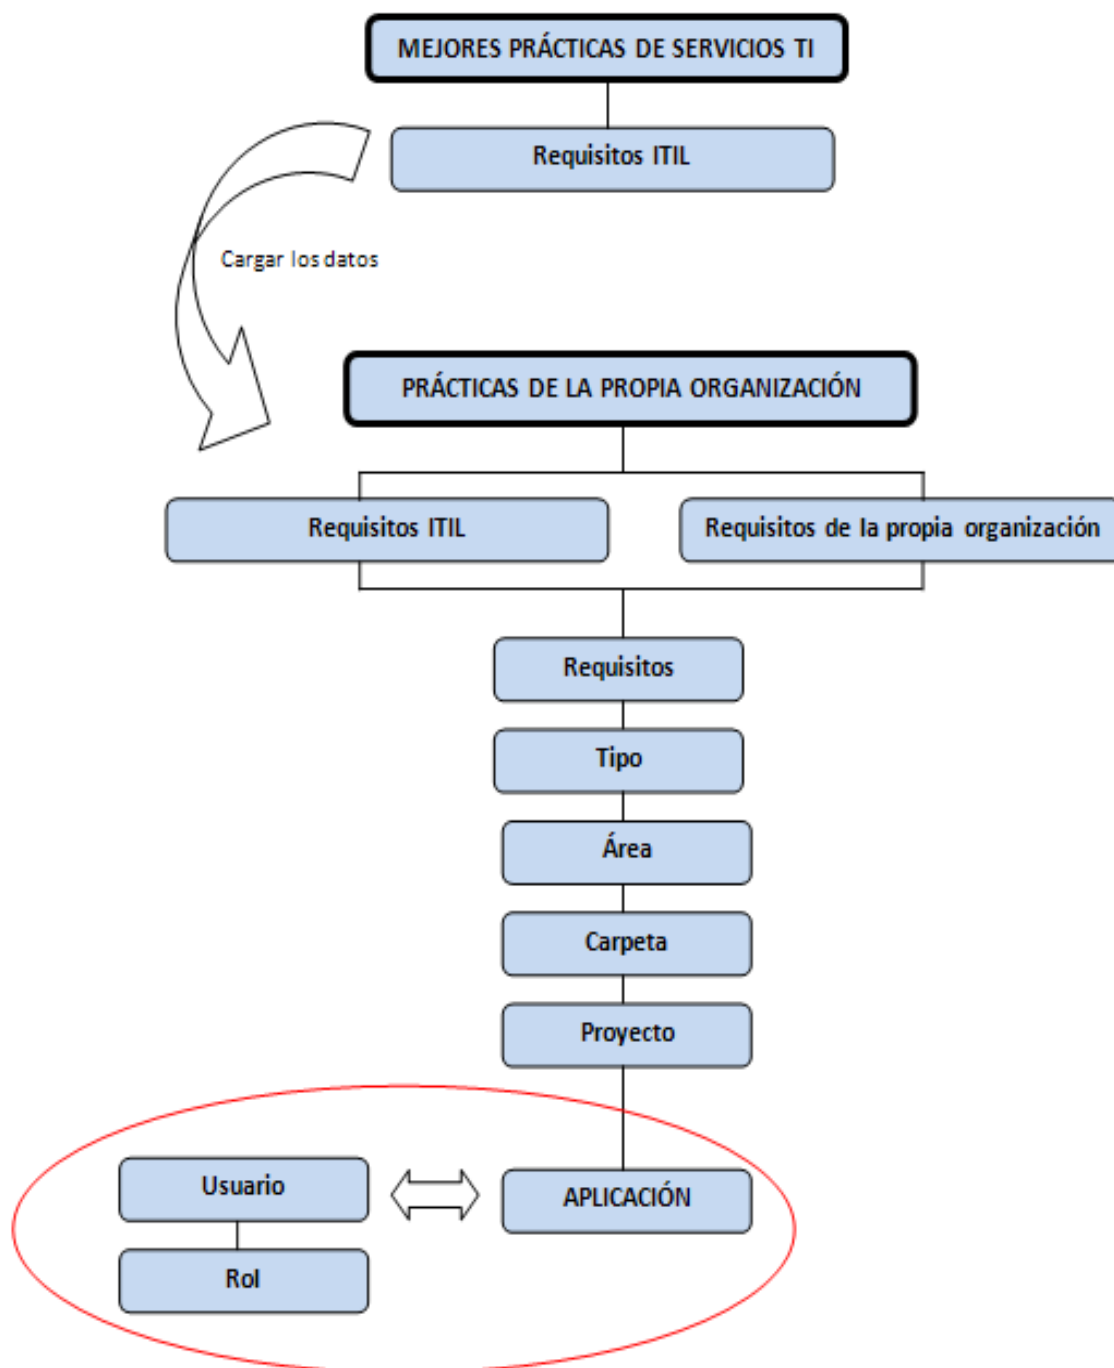 MEJORES PRÁCTICAS DE SERVICIOS TI
Requisitos ITIL
Cargar los datos
PRÁCTICAS DE LA PROPIA ORGANIZACIÓN
Requisitos ITIL
Requisitos de la propia organización
Requisitos
Tipo
Área
Carpeta
Proyecto
Usuario
APLICACIÓN
Rol